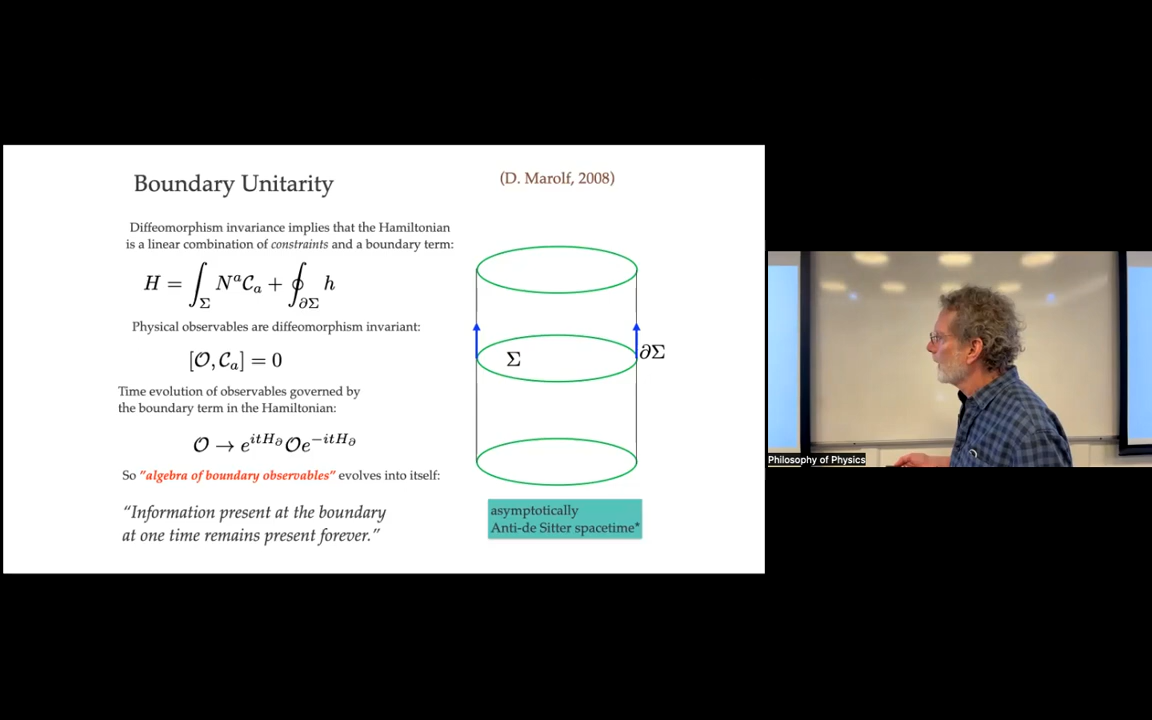 Boundary Unitarity
(D. Marolf, 2008)
Diffeomorphism invariance implies that the Hamiltonian
is a linear combination of constraints and a boundary term:
H = ∫_Σ N^a C_a + ∮_∂Σ h
Physical observables are diffeomorphism invariant:
[O, C_a] = 0
Time evolution of observables governed by
the boundary term in the Hamiltonian:
O → e^{itH_∂} O e^{−itH_∂}
So "algebra of boundary observables" evolves into itself:
“Information present at the boundary
at one time remains present forever.”
Σ
∂Σ
asymptotically
Anti-de Sitter spacetime*
Philosophy of Physics